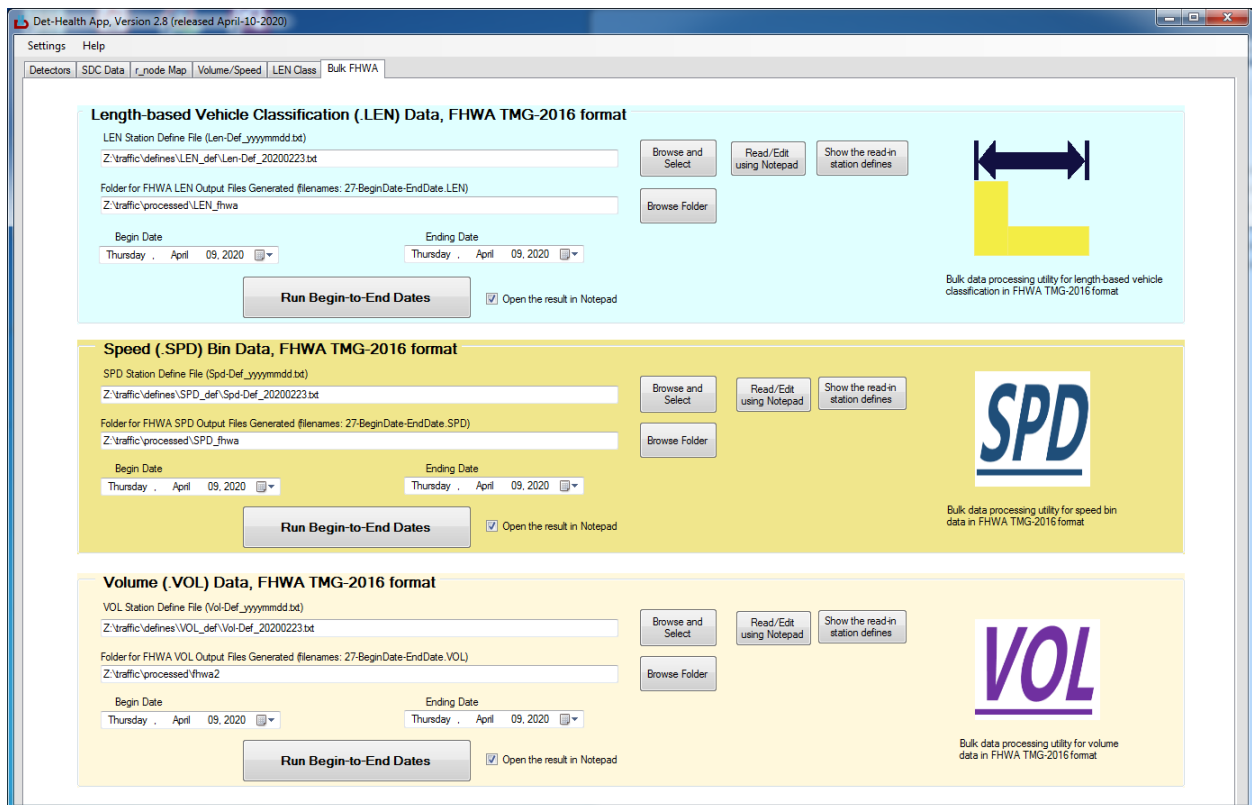 Det-Health App, Version 2.8 (released April-10-2020)
Settings Help
Detectors SDC Data r_node Map Volume/Speed LEN Class Bulk FHWA
Length-based Vehicle Classification (.LEN) Data, FHWA TMG-2016 format
LEN Station Define File (Len-Def_yyyymmdd.txt)
Z:\traffic\defines\LEN_def\Len-Def_20200223.txt
Browse and
Select
Read/Edit
using Notepad
Show the read-in
station defines
Folder for FHWA LEN Output Files Generated (filenames: 27-BeginDate-EndDate.LEN)
Z:\traffic\processed\LEN_fhwa
Browse Folder
Begin Date Ending Date
Thursday , April 09, 2020 Thursday , April 09, 2020
Run Begin-to-End Dates Open the result in Notepad
Bulk data processing utility for length-based vehicle
classification in FHWA TMG-2016 format
Speed (.SPD) Bin Data, FHWA TMG-2016 format
SPD Station Define File (Spd-Def_yyyymmdd.txt)
Z:\traffic\defines\SPD_def\Spd-Def_20200223.txt
Browse and
Select
Read/Edit
using Notepad
Show the read-in
station defines
Folder for FHWA SPD Output Files Generated (filenames: 27-BeginDate-EndDate.SPD)
Z:\traffic\processed\SPD_fhwa
Browse Folder
SPD
Begin Date Ending Date
Thursday , April 09, 2020 Thursday , April 09, 2020
Run Begin-to-End Dates Open the result in Notepad
Bulk data processing utility for speed bin
data in FHWA TMG-2016 format
Volume (.VOL) Data, FHWA TMG-2016 format
VOL Station Define File (Vol-Def_yyyymmdd.txt)
Z:\traffic\defines\VOL_def\Vol-Def_20200223.txt
Browse and
Select
Read/Edit
using Notepad
Show the read-in
station defines
Folder for FHWA VOL Output Files Generated (filenames: 27-BeginDate-EndDate.VOL)
Z:\traffic\processed\fhwa2
Browse Folder
VOL
Begin Date Ending Date
Thursday , April 09, 2020 Thursday , April 09, 2020
Run Begin-to-End Dates Open the result in Notepad
Bulk data processing utility for volume
data in FHWA TMG-2016 format